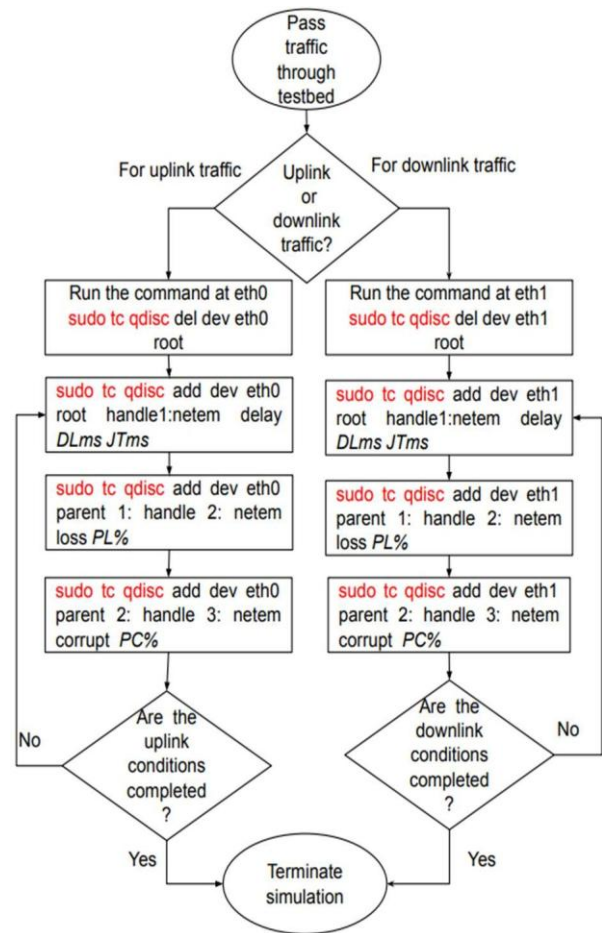 Pass
traffic
through
testbed
For uplink traffic
For downlink traffic
Uplink
or
downlink
traffic?
Run the command at eth0
sudo tc qdisc del dev eth0
root
Run the command at eth1
sudo tc qdisc del dev eth1
root
sudo tc qdisc add dev eth0
root handle1:netem delay
DLms JTms
sudo tc qdisc add dev eth1
root handle1:netem delay
DLms JTms
sudo tc qdisc add dev eth0
parent 1: handle 2: netem
loss PL%
sudo tc qdisc add dev eth1
parent 1: handle 2: netem
loss PL%
sudo tc qdisc add dev eth0
parent 2: handle 3: netem
corrupt PC%
sudo tc qdisc add dev eth1
parent 2: handle 3: netem
corrupt PC%
No
Are the
uplink
conditions
completed
?
Are the
downlink
conditions
completed
?
No
Yes
Yes
Terminate
simulation